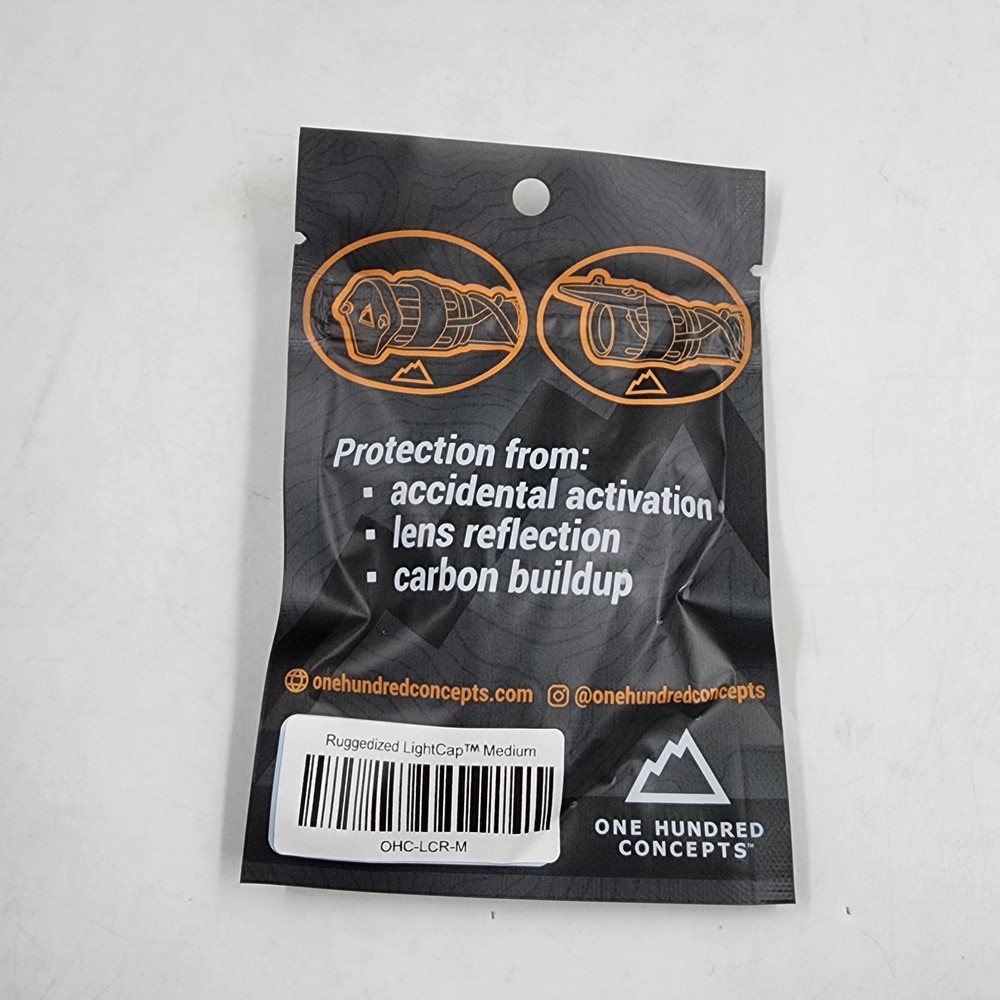 Protection from:
▪ accidental activation
▪ lens reflection
▪ carbon buildup
onehundredconcepts.com @onehundredconcepts
Ruggedized LightCap™ Medium
OHC-LCR-M
ONE HUNDRED
CONCEPTS™